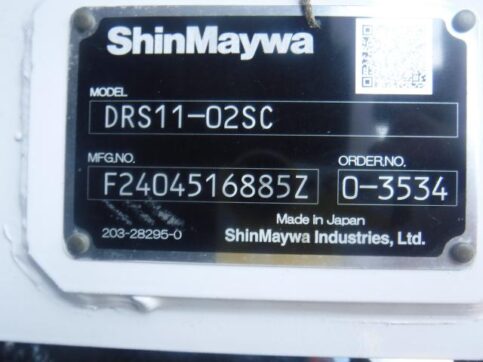 ShinMaywa
MODEL
DRS11-02SC
MFG.NO. ORDER.NO.
F2404516885Z 0-3534
Made in Japan
203-28295-0 ShinMaywa Industries, Ltd.